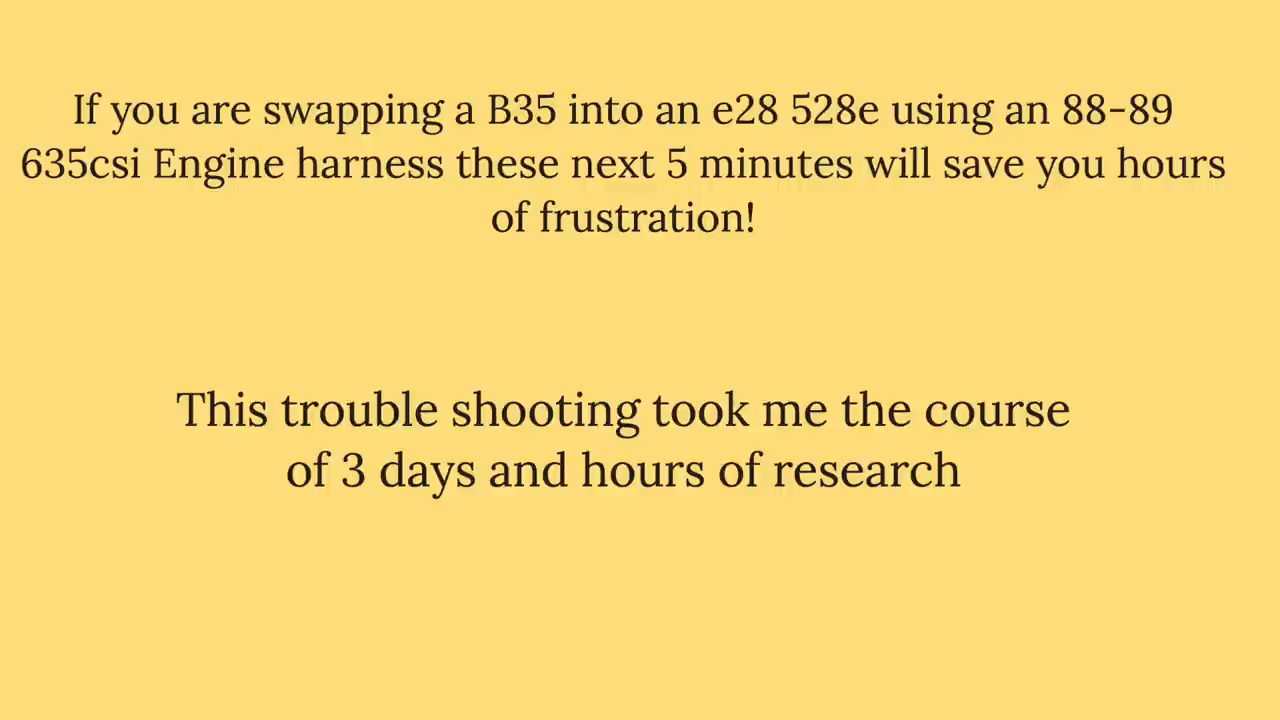 If you are swapping a B35 into an e28 528e using an 88-89
635csi Engine harness these next 5 minutes will save you hours
of frustration!
This trouble shooting took me the course
of 3 days and hours of research